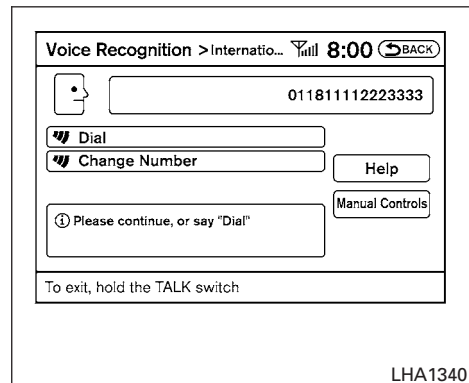 Voice Recognition > Internatio... 8:00 BACK
011811112223333
Dial
Change Number
Help
Manual Controls
Please continue, or say "Dial"
To exit, hold the TALK switch
LHA1340